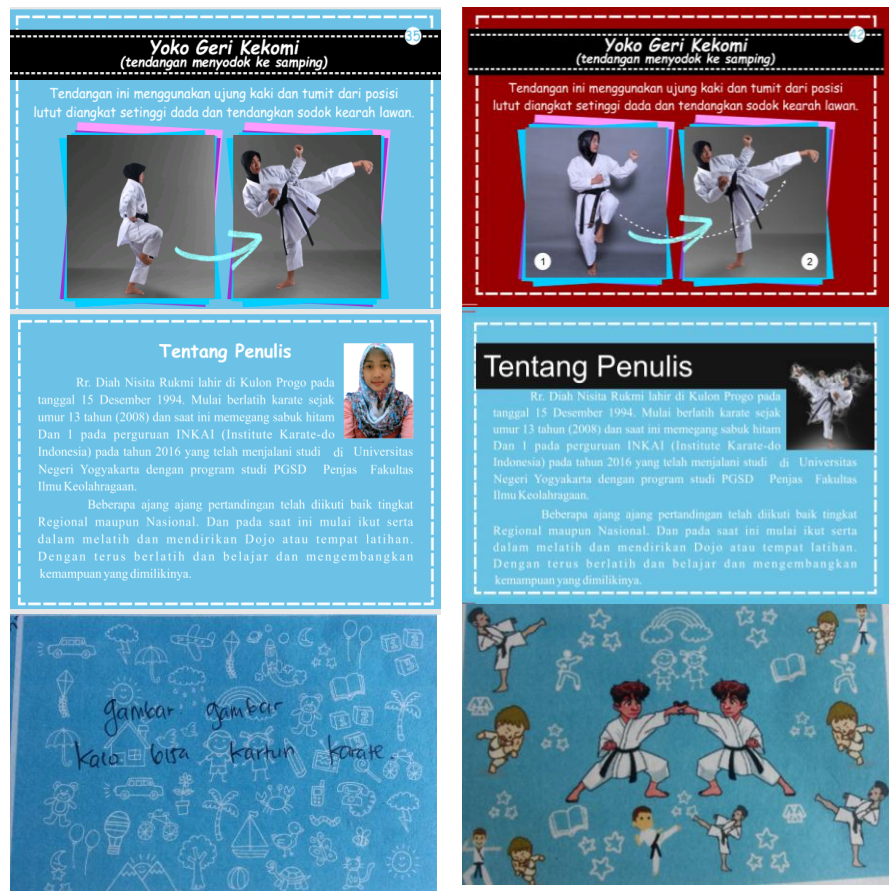 35
Yoko Geri Kekomi
(tendangan menyodok ke samping)
Tendangan ini menggunakan ujung kaki dan tumit dari posisi
lutut diangkat setinggi dada dan tendangkan sodok kearah lawan.
42
Yoko Geri Kekomi
(tendangan menyodok ke samping)
Tendangan ini menggunakan ujung kaki dan tumit dari posisi
lutut diangkat setinggi dada dan tendangkan sodok kearah lawan.
1
2
Tentang Penulis
Rr. Diah Nisita Rukmi lahir di Kulon Progo pada
tanggal 15 Desember 1994. Mulai berlatih karate sejak
umur 13 tahun (2008) dan saat ini memegang sabuk hitam
Dan 1 pada perguruan INKAI (Institute Karate-do
Indonesia) pada tahun 2016 yang telah menjalani studi di Universitas
Negeri Yogyakarta dengan program studi PGSD Penjas Fakultas
Ilmu Keolahragaan.
Beberapa ajang ajang pertandingan telah diikuti baik tingkat
Regional maupun Nasional. Dan pada saat ini mulai ikut serta
dalam melatih dan mendirikan Dojo atau tempat latihan.
Dengan terus berlatih dan belajar dan mengembangkan
kemampuan yang dimilikinya.
Tentang Penulis
Rr. Diah Nisita Rukmi lahir di Kulon Progo pada
tanggal 15 Desember 1994. Mulai berlatih karate sejak
umur 13 tahun (2008) dan saat ini memegang sabuk hitam
Dan 1 pada perguruan INKAI (Institute Karate-do
Indonesia) pada tahun 2016 yang telah menjalani studi di Universitas
Negeri Yogyakarta dengan program studi PGSD Penjas Fakultas
Ilmu Keolahragaan.
Beberapa ajang ajang pertandingan telah diikuti baik tingkat
Regional maupun Nasional. Dan pada saat ini mulai ikut serta
dalam melatih dan mendirikan Dojo atau tempat latihan.
Dengan terus berlatih dan belajar dan mengembangkan
kemampuan yang dimilikinya.
gambar gambar
kalo bisa kartun karate.